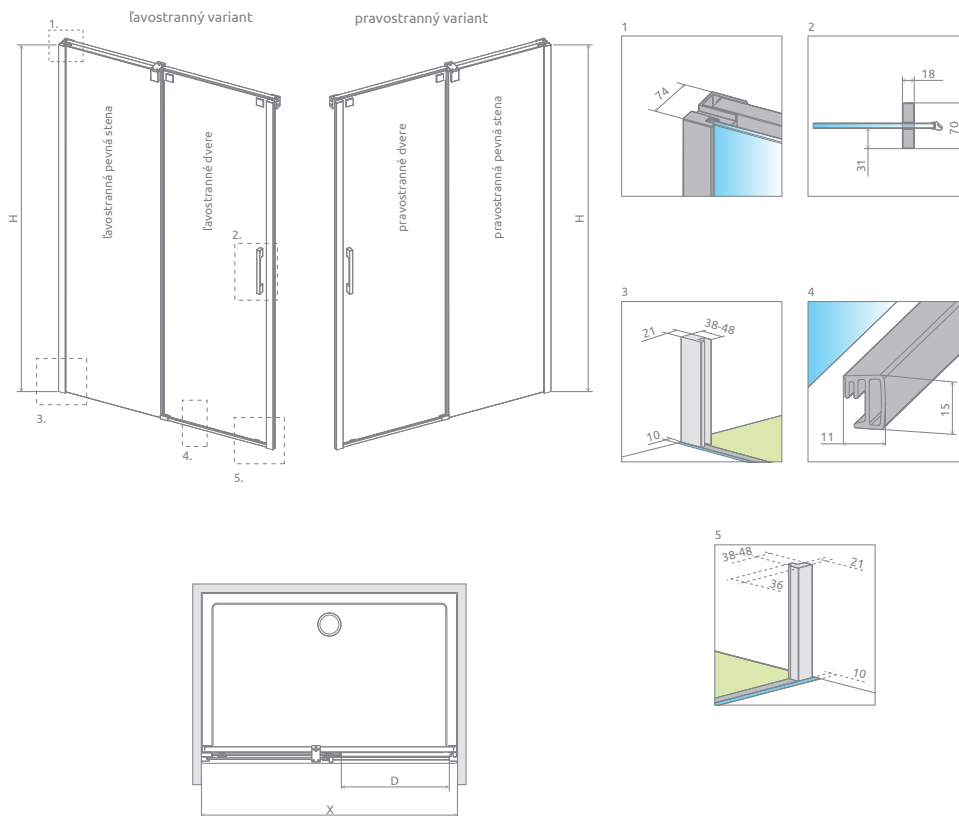 ľavostranný variant
pravostranný variant
1.
H
ľavostranná pevná stena
ľavostranné dvere
2.
3.
4.
5.
pravostranné dvere
pravostranná pevná stena
H
1
74
2
18
70
31
3
21
38-48
10
4
11
15
5
38-48
36
21
10
D
X